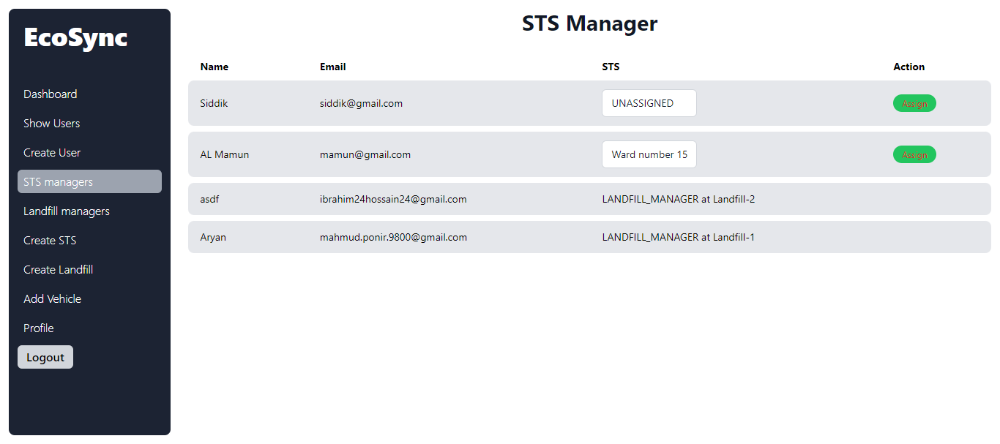 EcoSync
Dashboard
Show Users
Create User
STS managers
Landfill managers
Create STS
Create Landfill
Add Vehicle
Profile
Logout
STS Manager
Name Email STS Action
Siddik siddik@gmail.com UNASSIGNED Assign
AL Mamun mamun@gmail.com Ward number 15 Assign
asdf ibrahim24hossain24@gmail.com LANDFILL_MANAGER at Landfill-2
Aryan mahmud.ponir.9800@gmail.com LANDFILL_MANAGER at Landfill-1